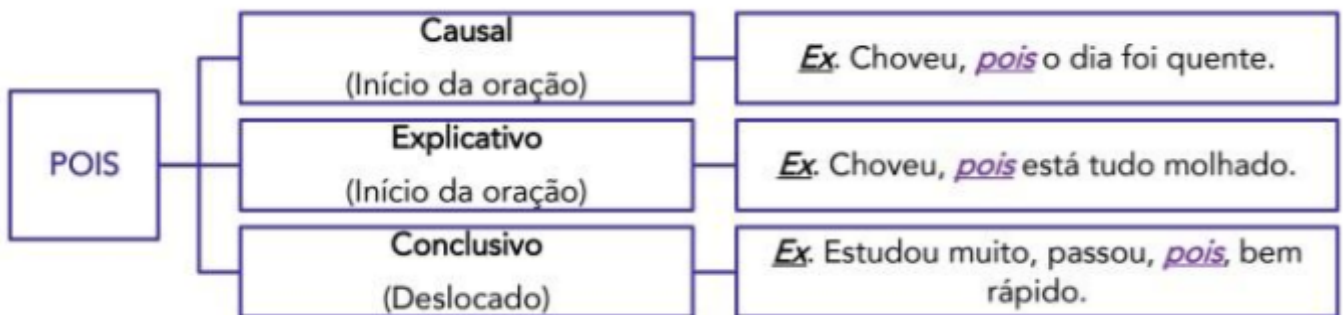 POIS
Causal
(Início da oração)
Ex. Choveu, pois o dia foi quente.
Explicativo
(Início da oração)
Ex. Choveu, pois está tudo molhado.
Conclusivo
(Deslocado)
Ex. Estudou muito, passou, pois, bem
rápido.